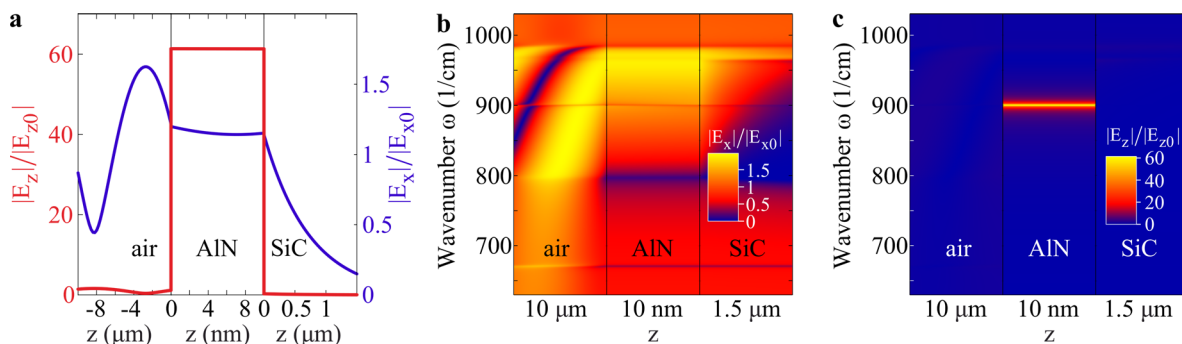 a
60
40
20
0
|E_z|/|E_z0|
1.5
1
0.5
0
|E_x|/|E_x0|
air AlN SiC
-8 -4 0 4 8 0 0.5 1
z (μm) z (nm) z (μm)
b
Wavenumber ω (1/cm)
1000
900
800
700
|E_x|/|E_x0|
1.5
1
0.5
0
air AlN SiC
10 μm 10 nm 1.5 μm
z
c
Wavenumber ω (1/cm)
1000
900
800
700
|E_z|/|E_z0|
60
40
20
0
air AlN SiC
10 μm 10 nm 1.5 μm
z